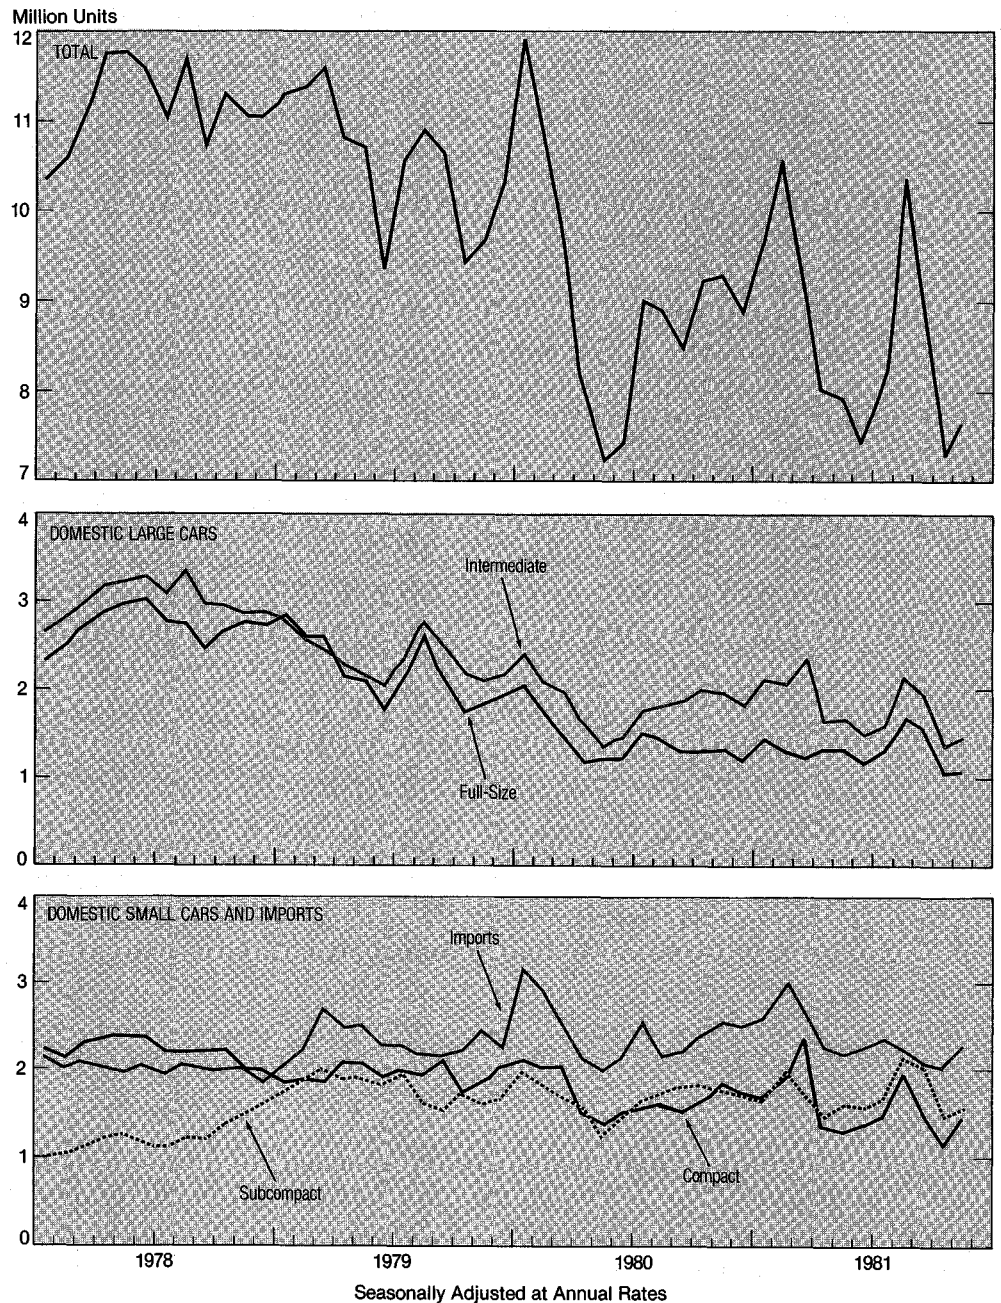 Million Units
12
TOTAL
11
10
9
8
7
4
DOMESTIC LARGE CARS
Intermediate
3
2
1
Full-Size
0
4
DOMESTIC SMALL CARS AND IMPORTS
Imports
3
2
1
Subcompact
Compact
0
1978 1979 1980 1981
Seasonally Adjusted at Annual Rates